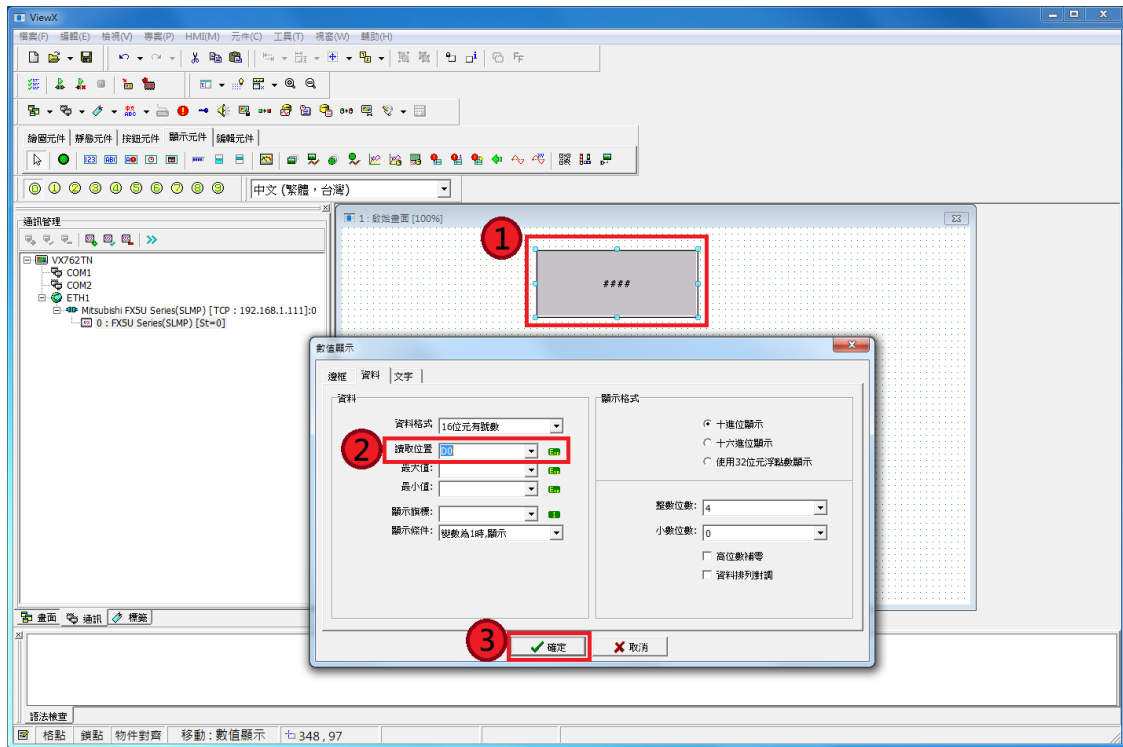 ViewX
檔案(F) 編輯(E) 檢視(V) 專案(P) HMI(M) 元件(C) 工具(T) 視窗(W) 輔助(H)
繪圖元件 靜態元件 按鈕元件 顯示元件 編輯元件
0 1 2 3 4 5 6 7 8 9 中文 (繁體，台灣)
通訊管理
1 : 啟始畫面 [100%]
1
####
VX762TN
COM1
COM2
ETH1
Mitsubishi FX5U Series(SLMP) [TCP : 192.168.1.111]:0
0 : FX5U Series(SLMP) [St=0]
數值顯示
邊框 資料 文字
資料
資料格式 16位元有號數
2
讀取位置 D0
最大值:
最小值:
顯示旗標:
顯示條件: 變數為1時,顯示
顯示格式
十進位顯示
十六進位顯示
使用32位元浮點數顯示
整數位數: 4
小數位數: 0
高位數補零
資料排列對調
3
確定 取消
畫面 通訊 標籤
語法檢查
格點 鎖點 物件對齊 移動 : 數值顯示 348 , 97